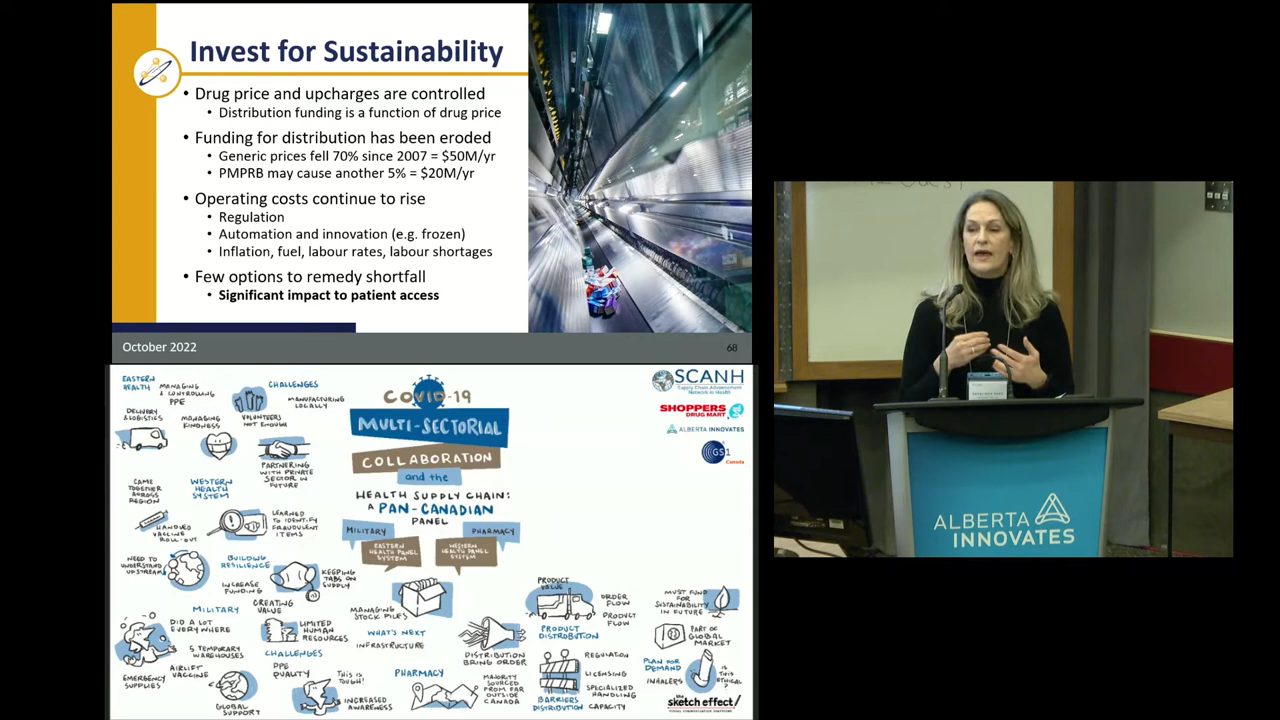 Invest for Sustainability
• Drug price and upcharges are controlled
• Distribution funding is a function of drug price
• Funding for distribution has been eroded
• Generic prices fell 70% since 2007 = $50M/yr
• PMPRB may cause another 5% = $20M/yr
• Operating costs continue to rise
• Regulation
• Automation and innovation (e.g. frozen)
• Inflation, fuel, labour rates, labour shortages
• Few options to remedy shortfall
• Significant impact to patient access
October 2022
68
EASTERN
HEALTH
MANAGING
& CONTROLLING
PPE
CHALLENGES
MANUFACTURING
LOCALLY
DELIVERY
& LOGISTICS
MANAGING
KINDNESS
VOLUNTEERS
NOT ENOUGH
PARTNERING
WITH PRIVATE
SECTOR IN
FUTURE
CAME
TOGETHER
ACROSS
REGION
WESTERN
HEALTH
SYSTEM
HANDLED
VACCINE
ROLL-OUT
LEARNED
TO IDENTIFY
FRAUDULENT
ITEMS
NEED TO
UNDERSTAND
UPSTREAM
BUILDING
RESILIENCE
INCREASE
FUNDING
KEEPING
TABS ON
SUPPLY
MILITARY
CREATING
VALUE
DID A LOT
EVERYWHERE
LIMITED
HUMAN
RESOURCES
5 TEMPORARY
WAREHOUSES
CHALLENGES
AIRLIFT
VACCINE
PPE
QUALITY
THIS IS
TOUGH!
EMERGENCY
SUPPLIES
GLOBAL
SUPPORT
INCREASED
AWARENESS
COVID-19
MULTI-SECTORIAL
COLLABORATION
and the
HEALTH SUPPLY CHAIN:
A PAN-CANADIAN
PANEL
MILITARY
PHARMACY
EASTERN
HEALTH PANEL
SYSTEM
WESTERN
HEALTH PANEL
SYSTEM
MANAGING
STOCK PILES
WHAT'S NEXT
INFRASTRUCTURE
PHARMACY
DISTRIBUTION
BRING ORDER
MAJORITY
SOURCED
FROM FAR
OUTSIDE
CANADA
PRODUCT
VALUE
ORDER
FLOW
PRODUCT
FLOW
PRODUCT
DISTRIBUTION
REGULATION
LICENSING
SPECIALIZED
HANDLING
CAPACITY
BARRIERS
DISTRIBUTION
MUST FUND
FOR
SUSTAINABILITY
IN FUTURE
PART OF
GLOBAL
MARKET
PLAN FOR
DEMAND
INHALERS
IS
THIS
ETHICAL
?
the
sketch effect/
SCANH
Supply Chain Advancement
Network in Health
SHOPPERS
DRUG MART
ALBERTA INNOVATES
GS1
Canada
ALBERTA
INNOVATES